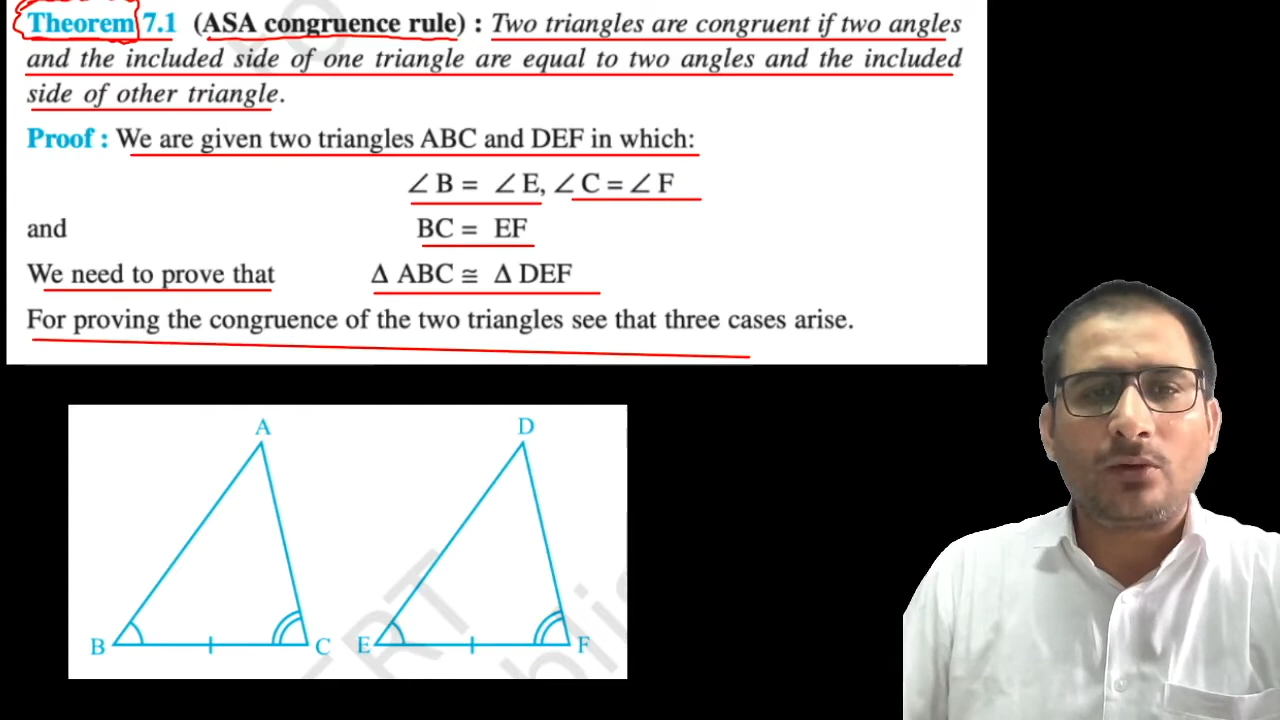 Theorem 7.1 (ASA congruence rule) : Two triangles are congruent if two angles
and the included side of one triangle are equal to two angles and the included
side of other triangle.
Proof : We are given two triangles ABC and DEF in which:
∠ B = ∠ E, ∠ C = ∠ F
and BC = EF
We need to prove that Δ ABC ≅ Δ DEF
For proving the congruence of the two triangles see that three cases arise.
A D
B C E F